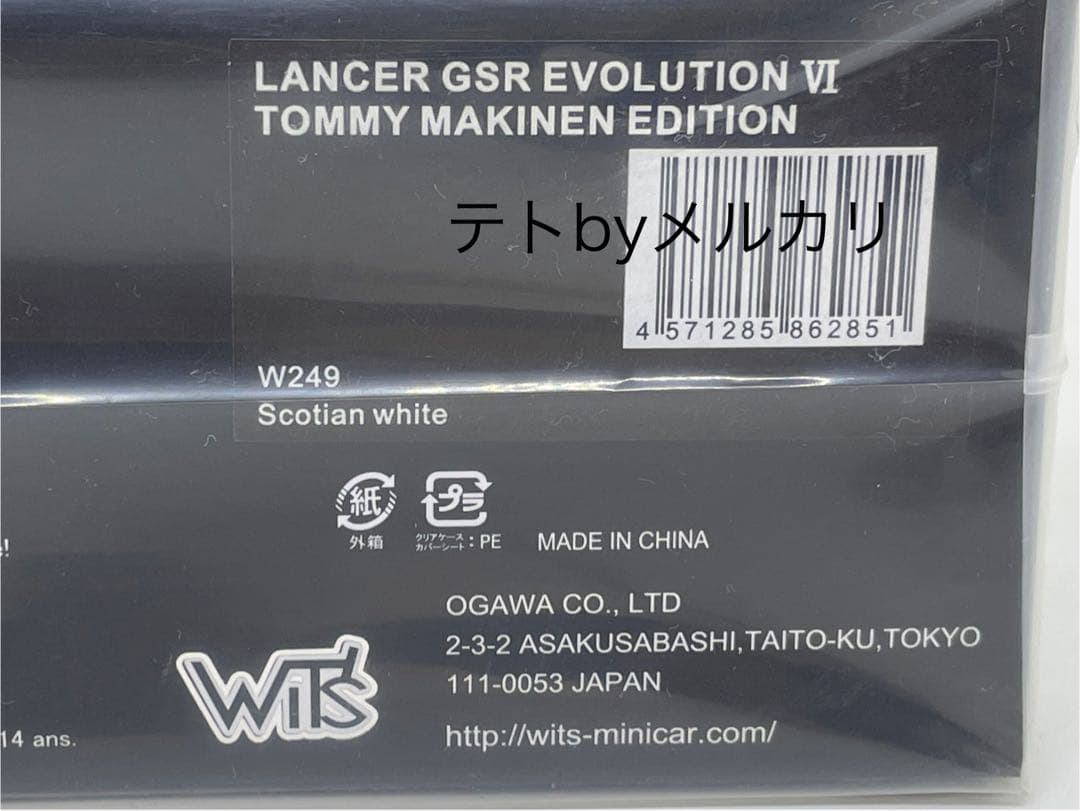 LANCER GSR EVOLUTION Ⅵ
TOMMY MAKINEN EDITION
テトbyメルカリ
4 571285 862851
W249
Scotian white
紙
プラ
外箱
クリアケース
カバーシート : PE
MADE IN CHINA
OGAWA CO., LTD
2-3-2 ASAKUSABASHI,TAITO-KU,TOKYO
111-0053 JAPAN
http://wits-minicar.com/
WiT's
14 ans.